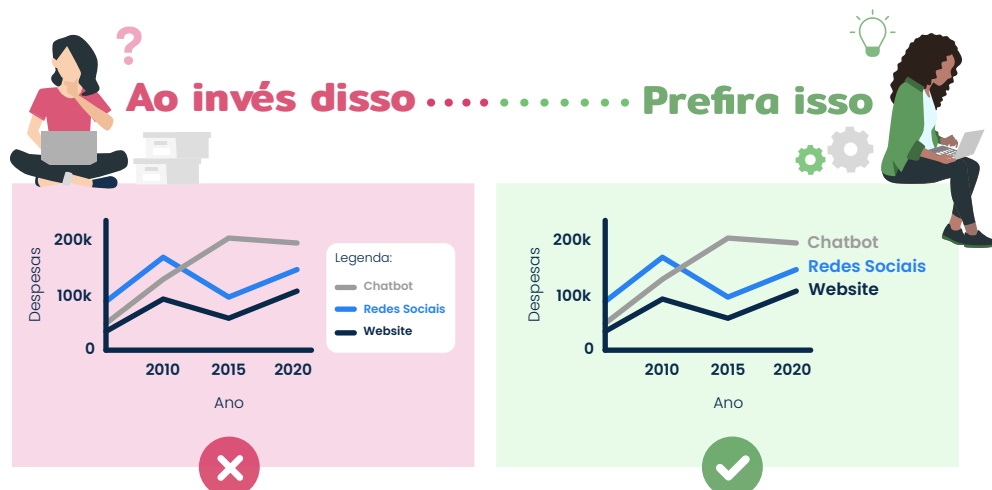 ?
Ao invés disso
Prefira isso
Despesas
200k
100k
0
2010 2015 2020
Ano
Legenda:
Chatbot
Redes Sociais
Website
Despesas
200k
100k
0
2010 2015 2020
Ano
Chatbot
Redes Sociais
Website